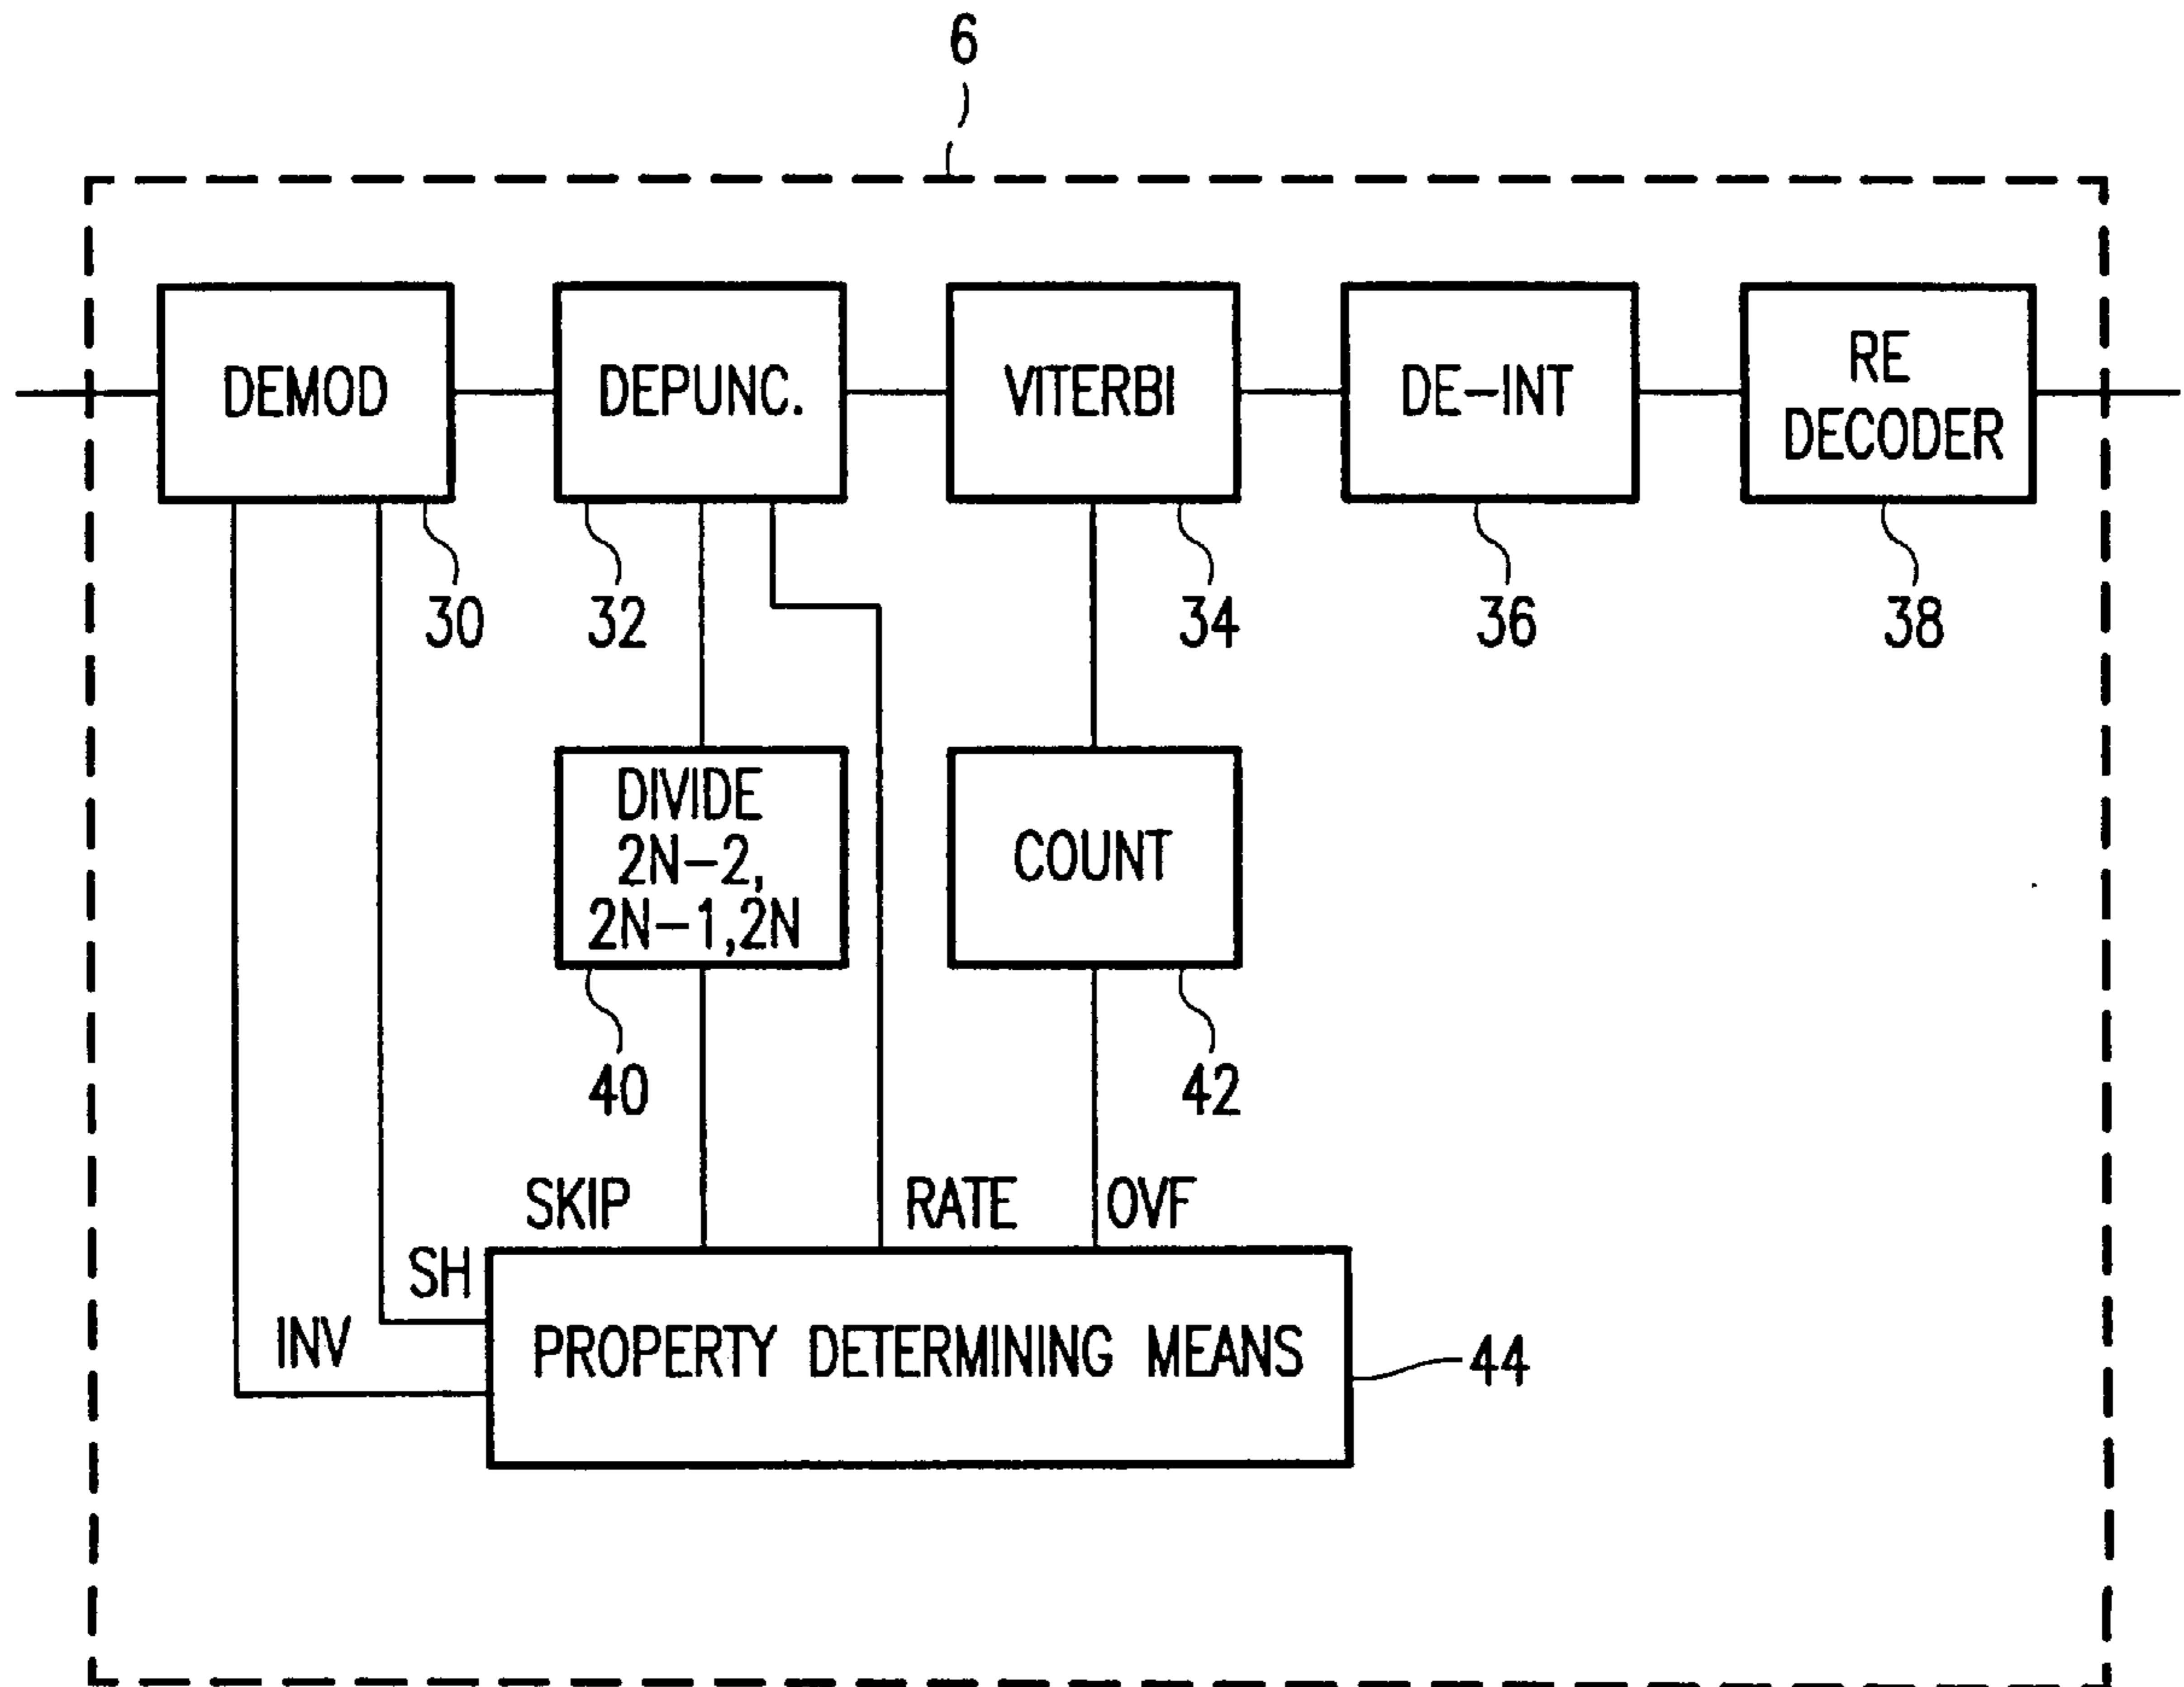 6
DEMOD
DEPUNC.
VITERBI
DE-INT
RE
DECODER
30
32
34
36
38
DIVIDE
2N-2,
2N-1,2N
COUNT
40
42
SKIP
RATE
OVF
SH
INV
PROPERTY DETERMINING MEANS
44